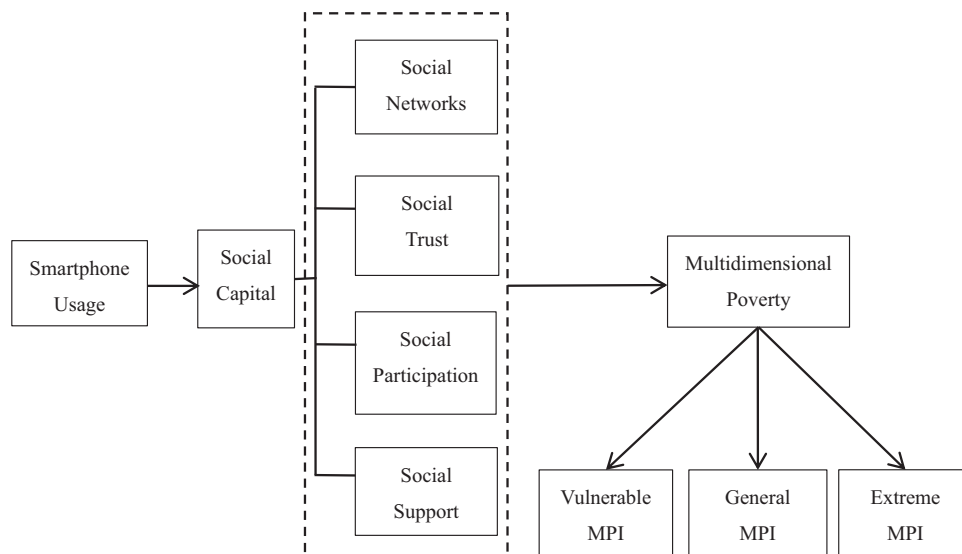 Smartphone
Usage
Social
Capital
Social
Networks
Social
Trust
Social
Participation
Social
Support
Multidimensional
Poverty
Vulnerable
MPI
General
MPI
Extreme
MPI